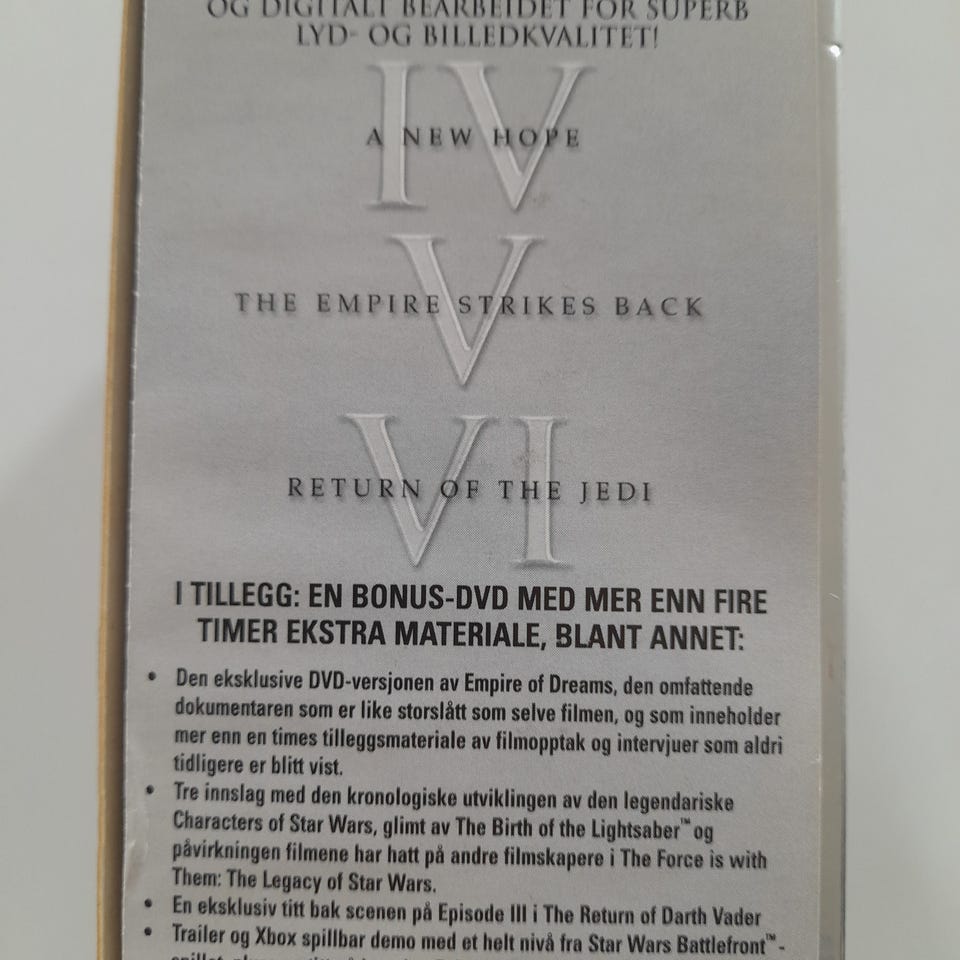 OG DIGITALT BEARBEIDET FOR SUPERB
LYD- OG BILLEDKVALITET!
IV
A NEW HOPE
V
THE EMPIRE STRIKES BACK
VI
RETURN OF THE JEDI
I TILLEGG: EN BONUS-DVD MED MER ENN FIRE
TIMER EKSTRA MATERIALE, BLANT ANNET:
• Den eksklusive DVD-versjonen av Empire of Dreams, den omfattende
dokumentaren som er like storslått som selve filmen, og som inneholder
mer enn en times tilleggsmateriale av filmopptak og intervjuer som aldri
tidligere er blitt vist.
• Tre innslag med den kronologiske utviklingen av den legendariske
Characters of Star Wars, glimt av The Birth of the Lightsaber™ og
påvirkningen filmene har hatt på andre filmskapere i The Force is with
Them: The Legacy of Star Wars.
• En eksklusiv titt bak scenen på Episode III i The Return of Darth Vader
• Trailer og Xbox spillbar demo med et helt nivå fra Star Wars Battlefront™-